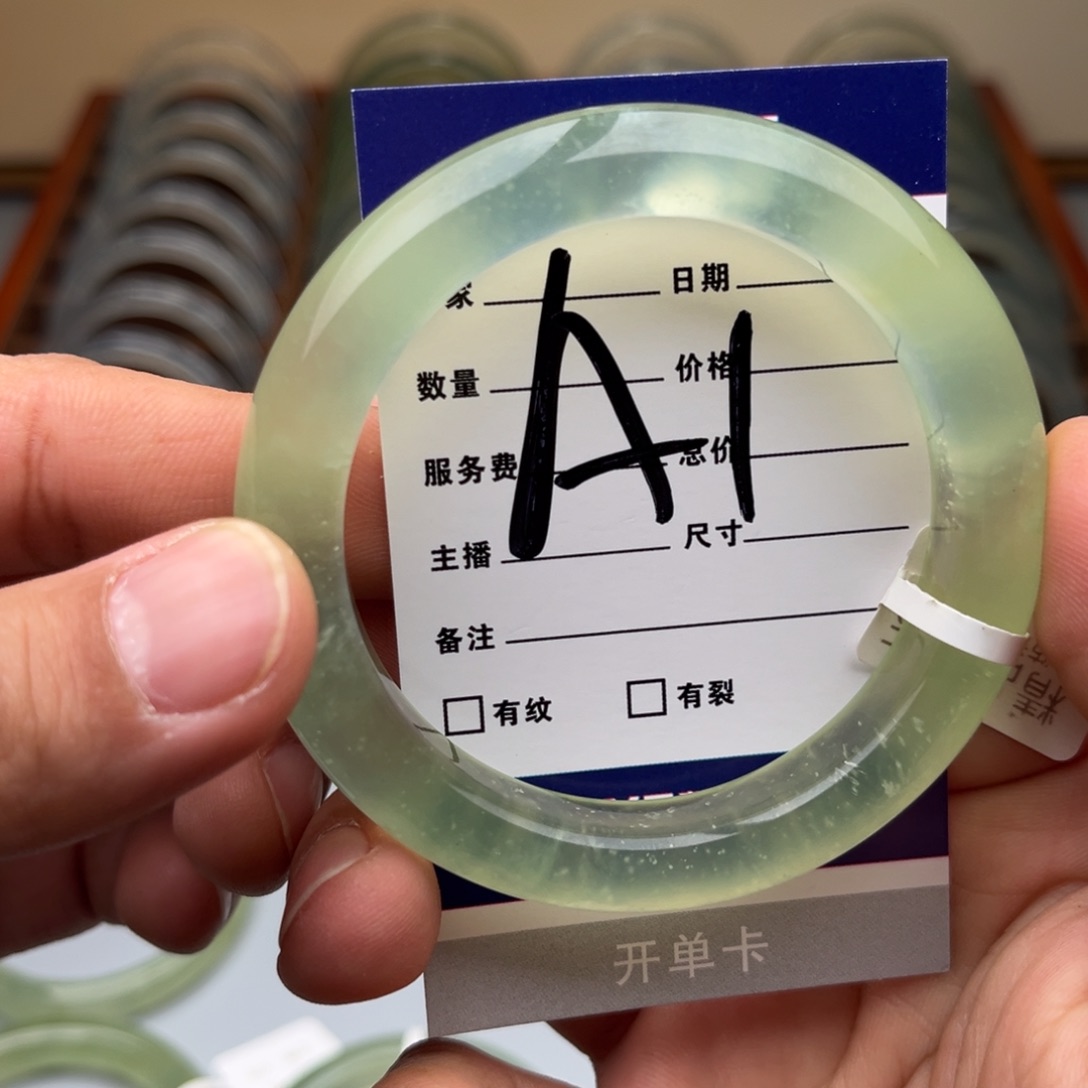 家 日期
A1
数量 价格
服务费 总价
主播 尺寸
备注
有纹 有裂
开单卡